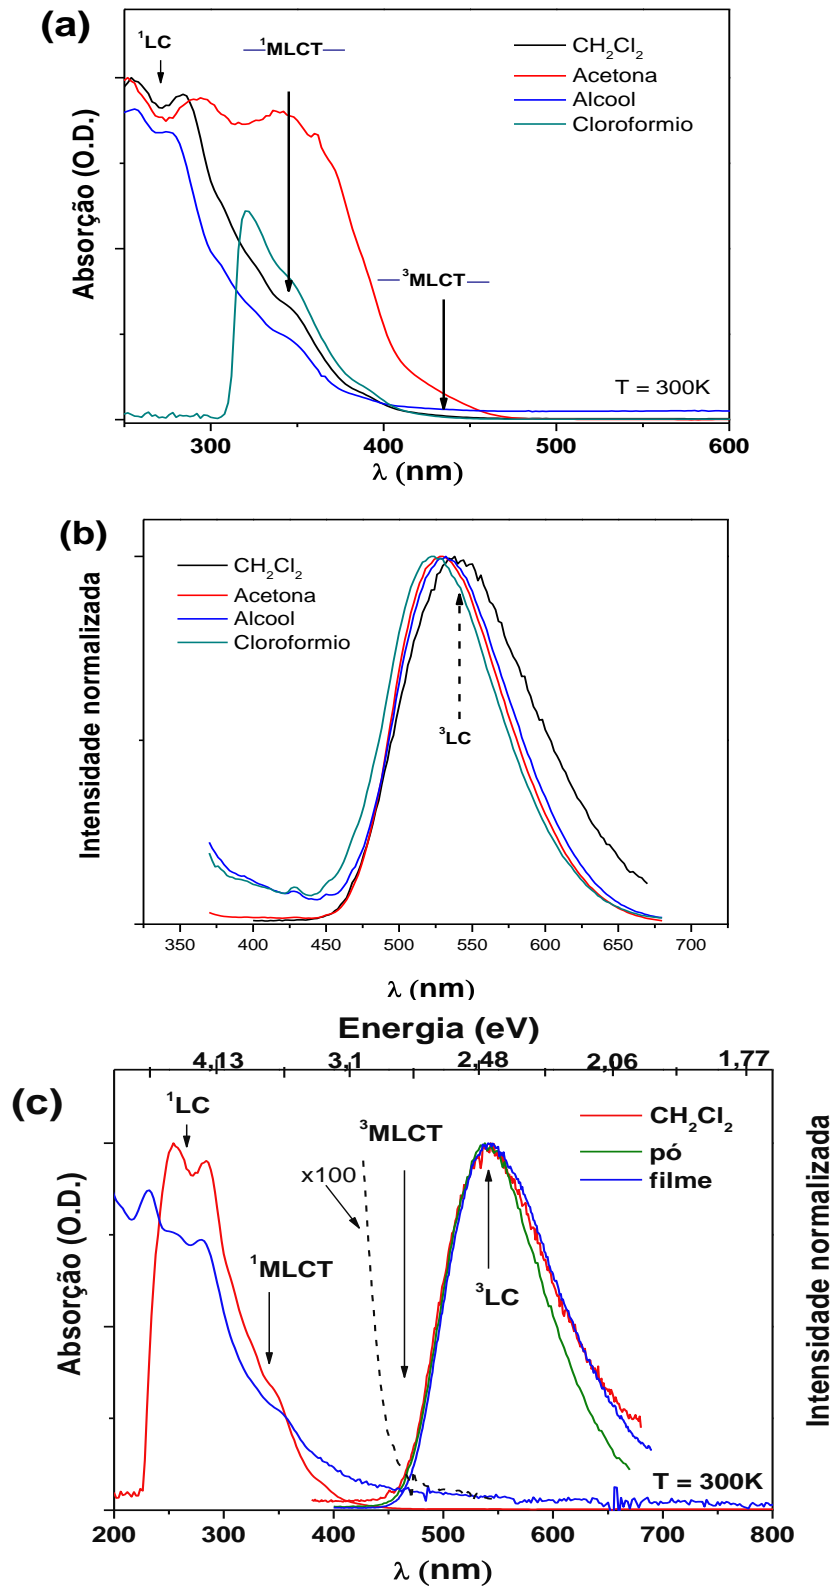 (a)
¹LC
¹MLCT
CH₂Cl₂
Acetona
Alcool
Cloroformio
³MLCT
T = 300K
Absorção (O.D.)
300 400 500 600
λ (nm)
(b)
CH₂Cl₂
Acetona
Alcool
Cloroformio
³LC
Intensidade normalizada
350 400 450 500 550 600 650 700
λ (nm)
Energia (eV)
4,13 3,1 2,48 2,06 1,77
(c)
¹LC
³MLCT
CH₂Cl₂
pó
filme
x100
¹MLCT
³LC
T = 300K
Absorção (O.D.)
Intensidade normalizada
200 300 400 500 600 700 800
λ (nm)